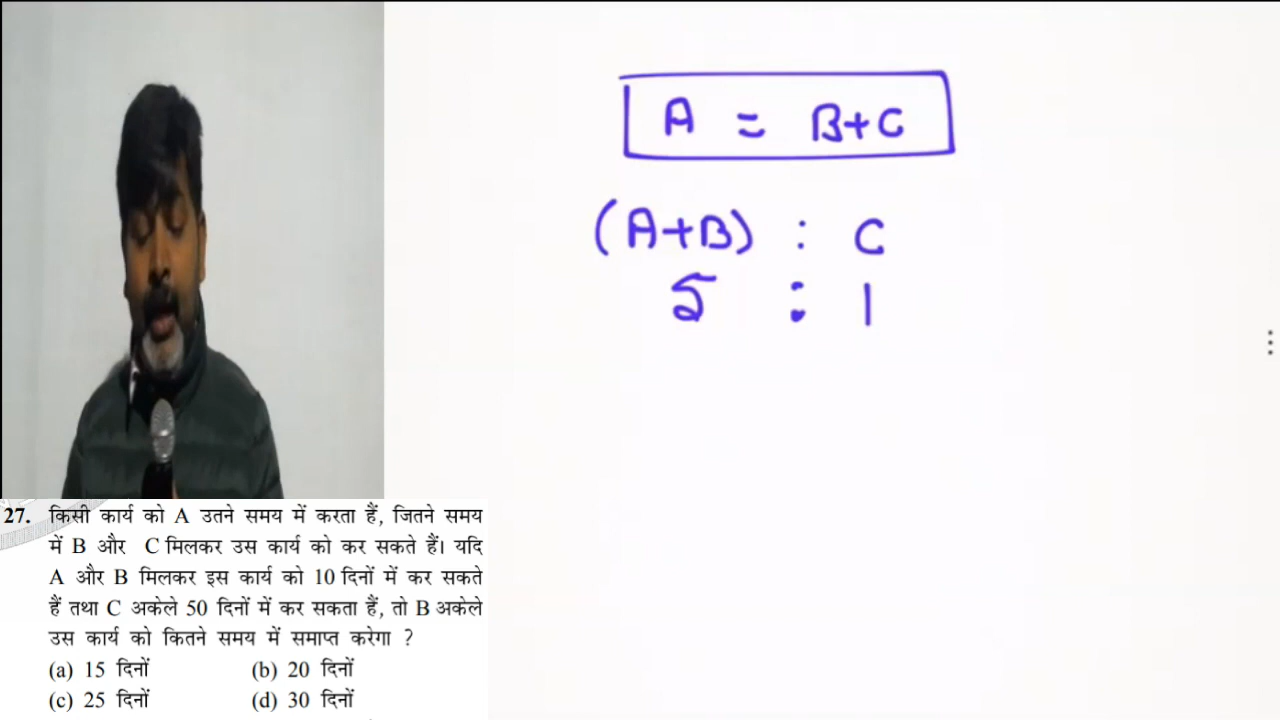 A = B+C
(A+B) : C
5 : 1
27. किसी कार्य को A उतने समय में करता हैं, जितने समय
में B और C मिलकर उस कार्य को कर सकते हैं। यदि
A और B मिलकर इस कार्य को 10 दिनों में कर सकते
हैं तथा C अकेले 50 दिनों में कर सकता हैं, तो B अकेले
उस कार्य को कितने समय में समाप्त करेगा ?
(a) 15 दिनों (b) 20 दिनों
(c) 25 दिनों (d) 30 दिनों